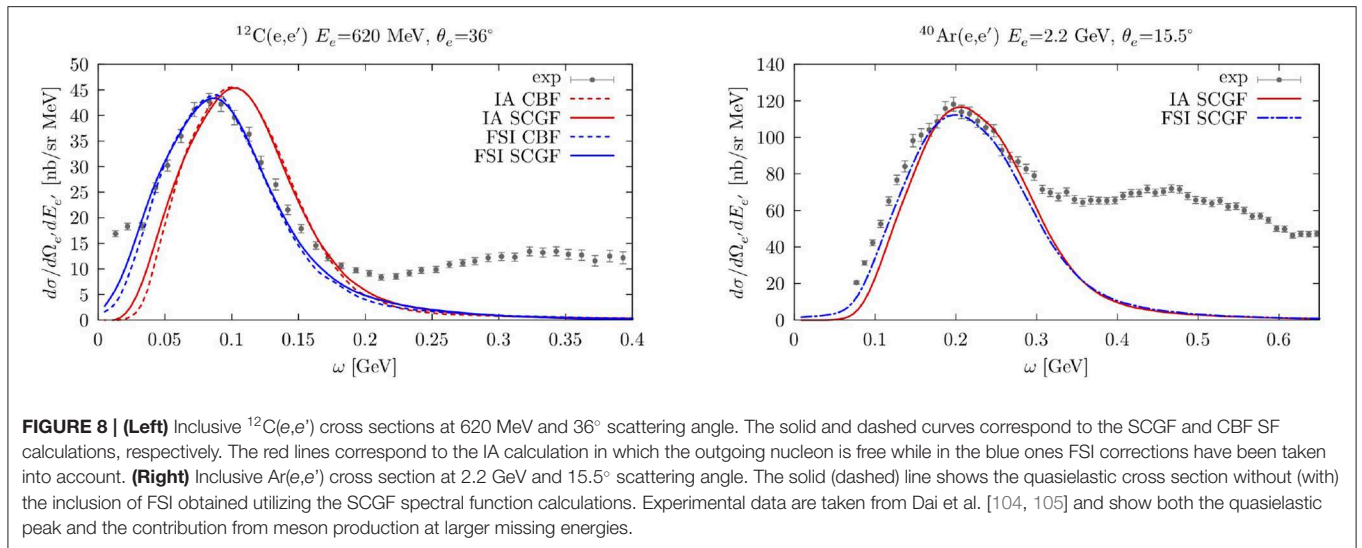 ¹²C(e,e′) Eₑ=620 MeV, θₑ=36°
dσ/dΩₑ′dEₑ′ [nb/sr MeV]
50
45
40
35
30
25
20
15
10
5
0
exp
IA CBF
IA SCGF
FSI CBF
FSI SCGF
0 0.05 0.1 0.15 0.2 0.25 0.3 0.35 0.4
ω [GeV]
⁴⁰Ar(e,e′) Eₑ=2.2 GeV, θₑ=15.5°
dσ/dΩₑ′dEₑ′ [nb/sr MeV]
140
120
100
80
60
40
20
0
exp
IA SCGF
FSI SCGF
0 0.1 0.2 0.3 0.4 0.5 0.6
ω [GeV]
FIGURE 8 | (Left) Inclusive ¹²C(e,e') cross sections at 620 MeV and 36° scattering angle. The solid and dashed curves correspond to the SCGF and CBF SF
calculations, respectively. The red lines correspond to the IA calculation in which the outgoing nucleon is free while in the blue ones FSI corrections have been taken
into account. (Right) Inclusive Ar(e,e') cross section at 2.2 GeV and 15.5° scattering angle. The solid (dashed) line shows the quasielastic cross section without (with)
the inclusion of FSI obtained utilizing the SCGF spectral function calculations. Experimental data are taken from Dai et al. [104, 105] and show both the quasielastic
peak and the contribution from meson production at larger missing energies.